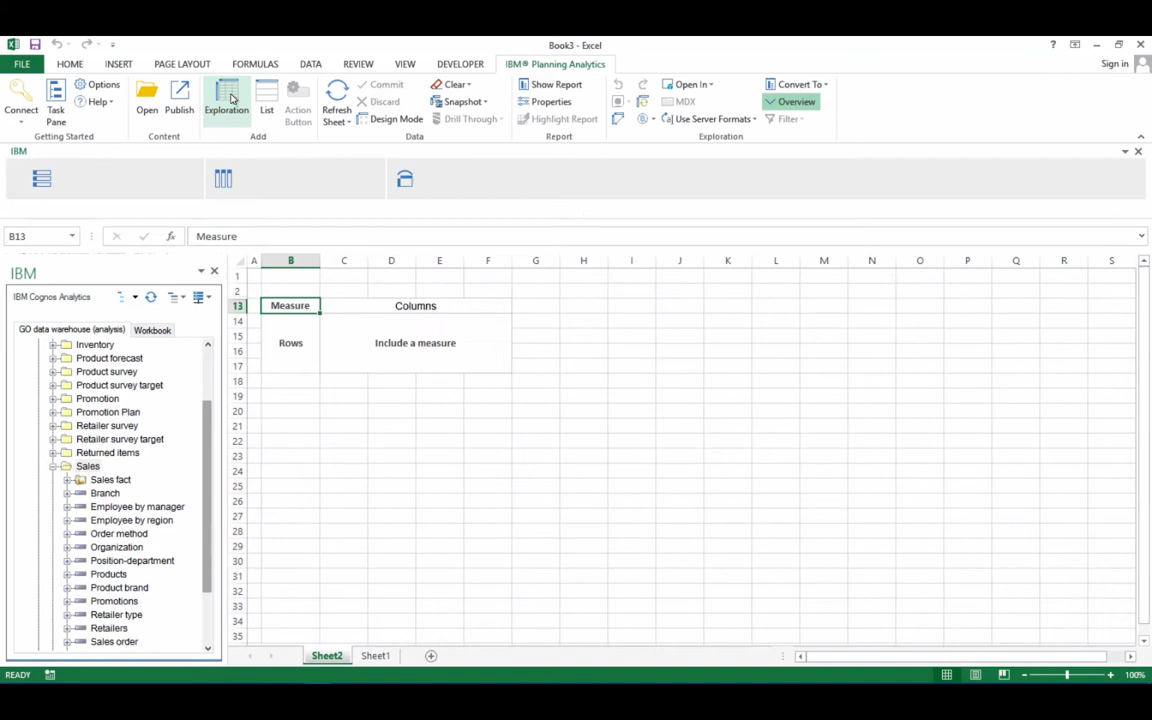 Book3 - Excel
?
FILE HOME INSERT PAGE LAYOUT FORMULAS DATA REVIEW VIEW DEVELOPER IBM® Planning Analytics Sign in
Connect Task Pane Options Help Getting Started
Open Publish Content
Exploration List Action Button Add
Refresh Sheet Commit Discard Design Mode Clear Snapshot Drill Through Data
Show Report Properties Highlight Report Report
MDX Open In Use Server Formats Convert To Overview Filter Exploration
IBM
B13 fx Measure
A B C D E F G H I J K L M N O P Q R S
IBM
IBM Cognos Analytics
GO data warehouse (analysis) Workbook
Inventory
Product forecast
Product survey
Product survey target
Promotion
Promotion Plan
Retailer survey
Retailer survey target
Returned items
Sales
Sales fact
Branch
Employee by manager
Employee by region
Order method
Organization
Position-department
Products
Product brand
Promotions
Retailer type
Retailers
Sales order
1
2
13 Measure Columns
14
15
Rows Include a measure
16
17
18
19
20
21
22
23
24
25
26
27
28
29
30
31
32
33
34
35
Sheet2 Sheet1
READY 100%